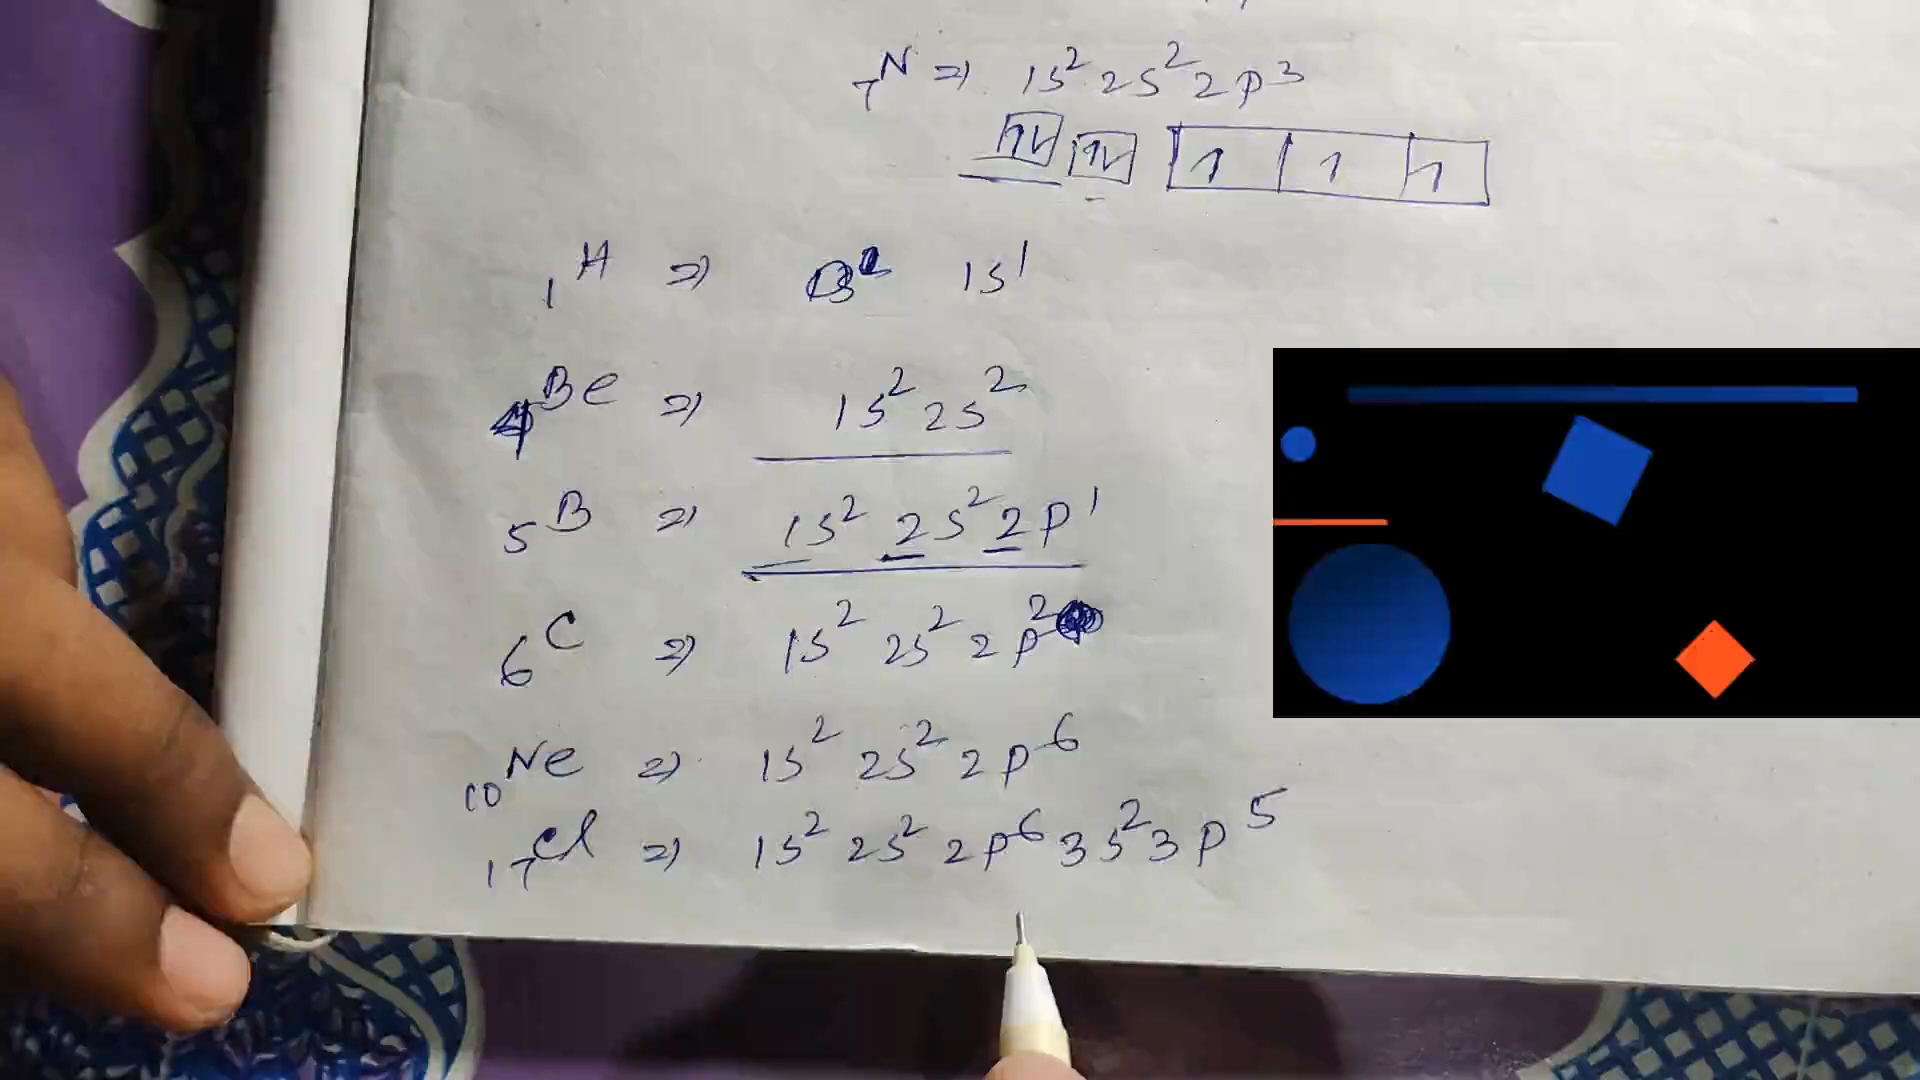 7N ⇒ 1s² 2s² 2p³
1H ⇒ 1s¹
4Be ⇒ 1s² 2s²
5B ⇒ 1s² 2s² 2p¹
6C ⇒ 1s² 2s² 2p²
10Ne ⇒ 1s² 2s² 2p⁶
17Cl ⇒ 1s² 2s² 2p⁶ 3s² 3p⁵